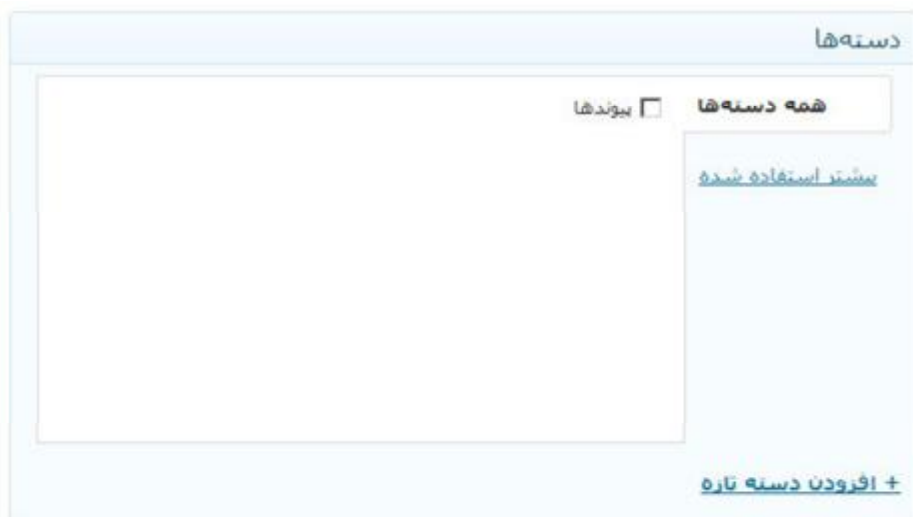 دسته‌ها
همه دسته‌ها
پیوندها
بیشتر استفاده شده
+ افزودن دسته تازه